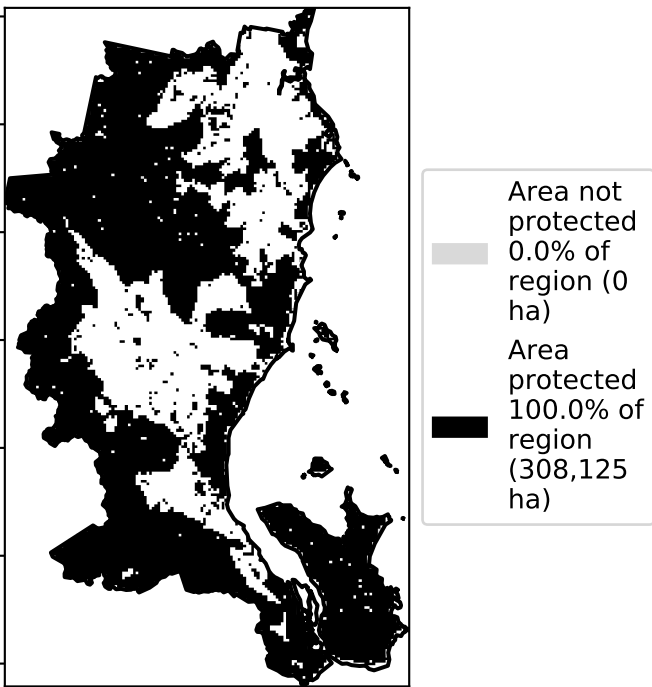 Area not
protected
0.0% of
region (0
ha)
Area
protected
100.0% of
region
(308,125
ha)